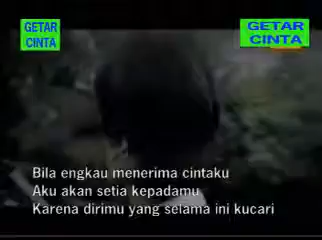 GETAR
CINTA
GETAR
CINTA
Bila engkau menerima cintaku
Aku akan setia kepadamu
Karena dirimu yang selama ini kucari